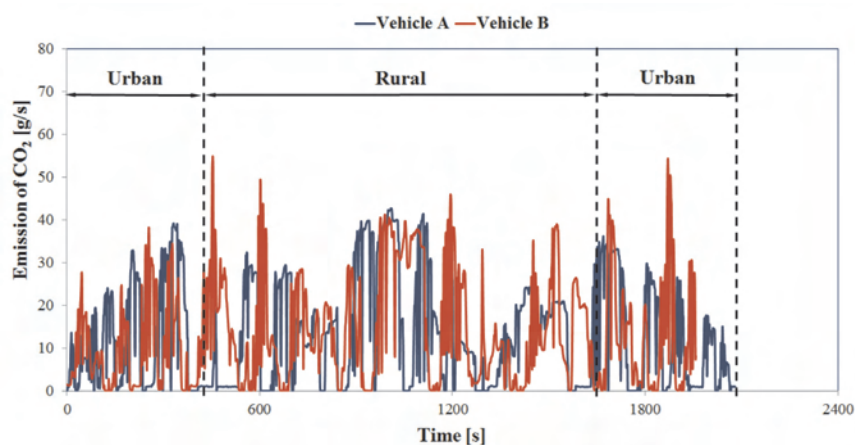 Vehicle A Vehicle B
80
Urban Rural Urban
70
60
50
40
30
20
10
0
Emission of CO₂ [g/s]
0 600 1200 1800 2400
Time [s]